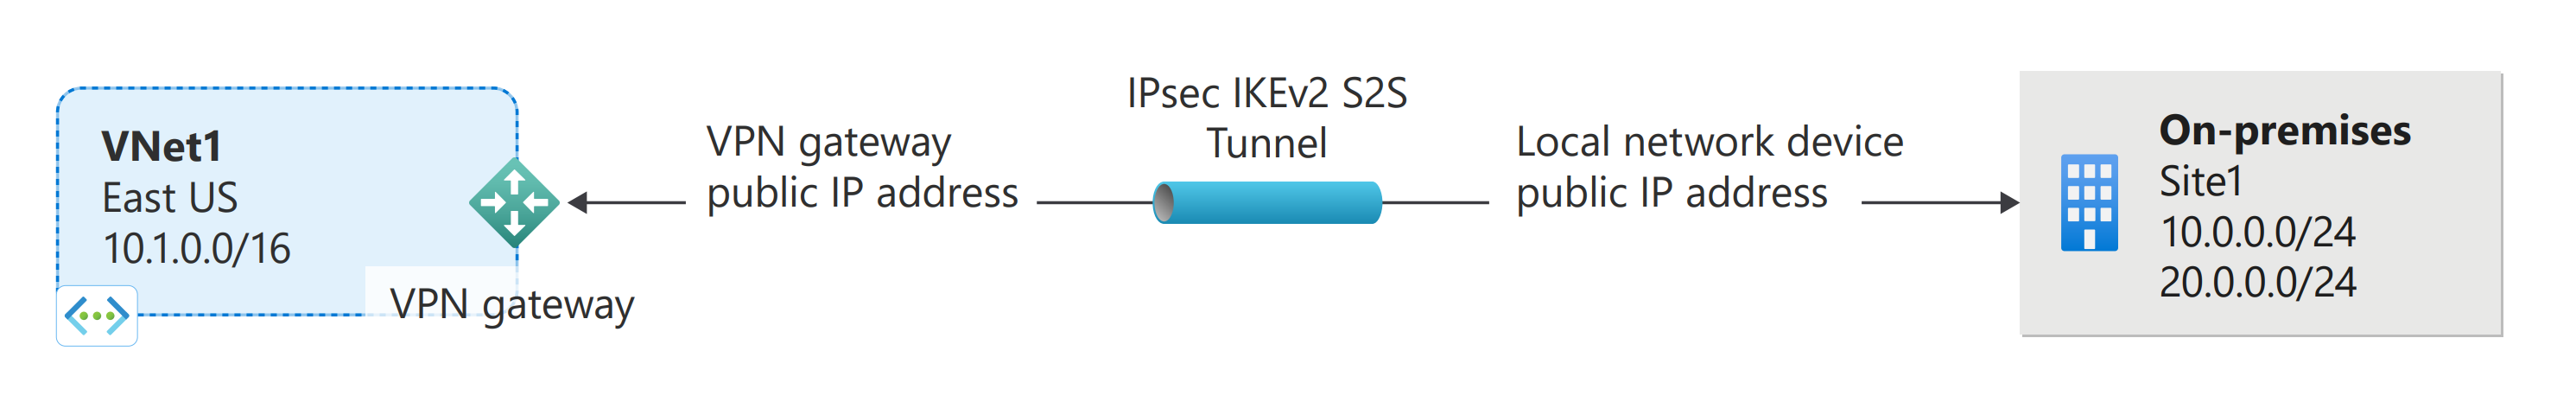 VNet1
East US
10.1.0.0/16
VPN gateway
VPN gateway
public IP address
IPsec IKEv2 S2S
Tunnel
Local network device
public IP address
On-premises
Site1
10.0.0.0/24
20.0.0.0/24